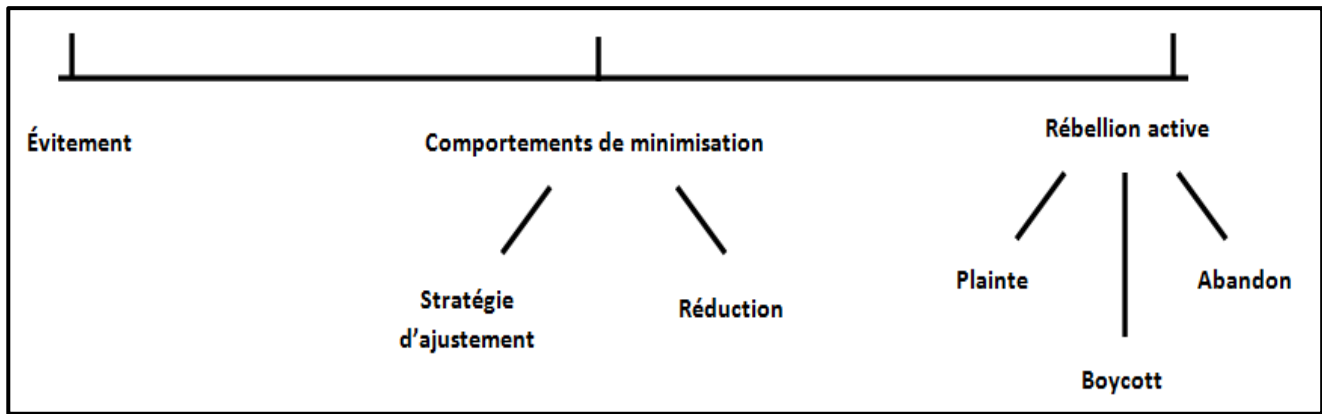 Évitement
Comportements de minimisation
Rébellion active
Stratégie
d'ajustement
Réduction
Plainte
Boycott
Abandon